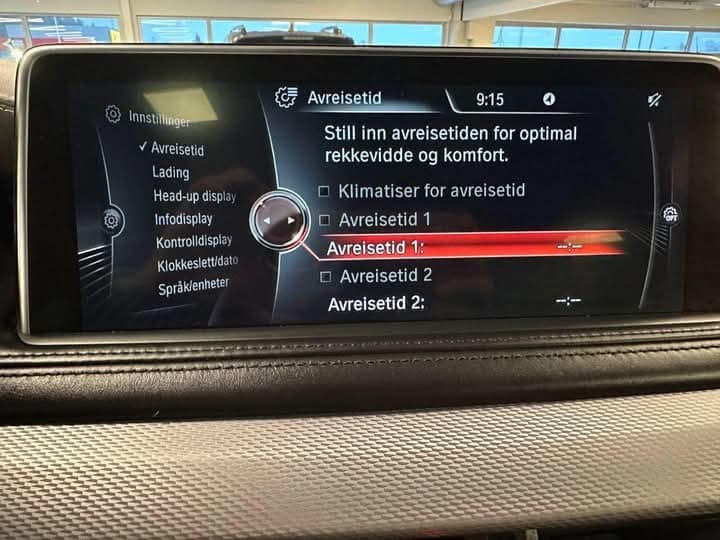 Innstillinger
✓ Avreisetid
Lading
Head-up display
Infodisplay
Kontrolldisplay
Klokkeslett/dato
Språk/enheter
Avreisetid
9:15
Still inn avreisetiden for optimal
rekkevidde og komfort.
Klimatiser for avreisetid
Avreisetid 1
Avreisetid 1: --:--
Avreisetid 2
Avreisetid 2: --:--
OFF